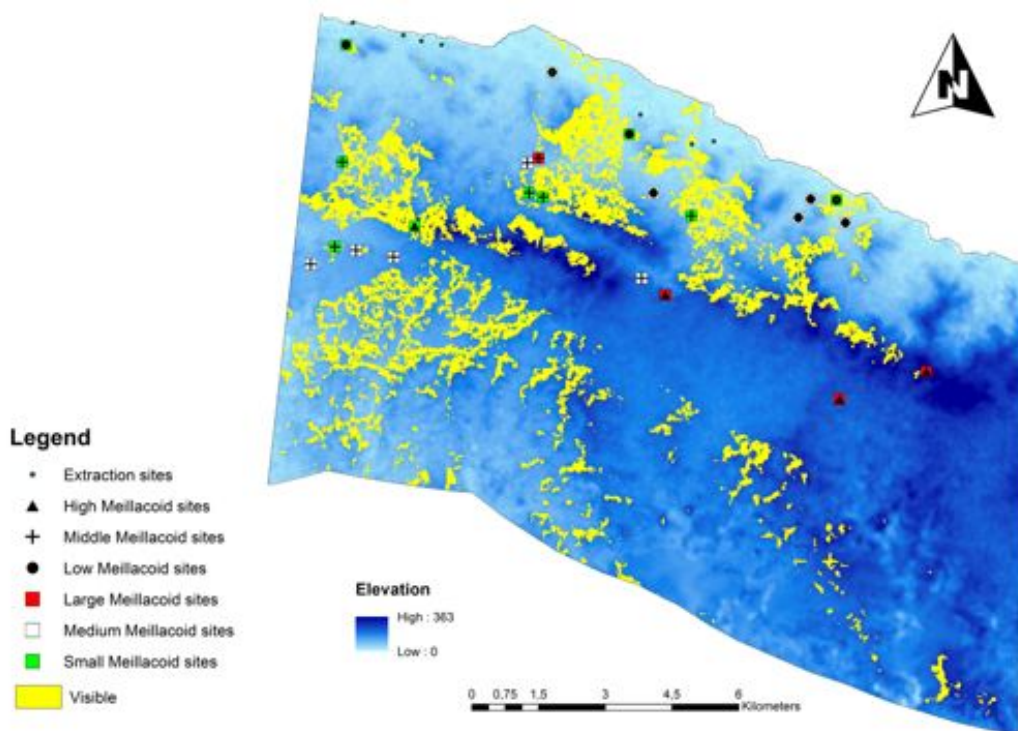 N
Legend
Extraction sites
High Meillacoid sites
Middle Meillacoid sites
Low Meillacoid sites
Large Meillacoid sites
Medium Meillacoid sites
Small Meillacoid sites
Visible
Elevation
High : 363
Low : 0
0 0,75 1,5 3 4,5 6
Kilometers